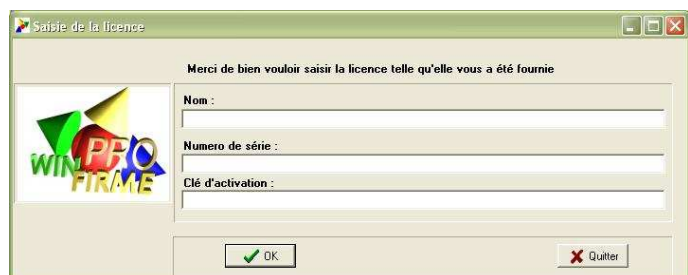 Saisie de la licence
Merci de bien vouloir saisir la licence telle qu'elle vous a été fournie
WIN PRO
FIRME
Nom :
Numero de série :
Clé d'activation :
OK
Quitter